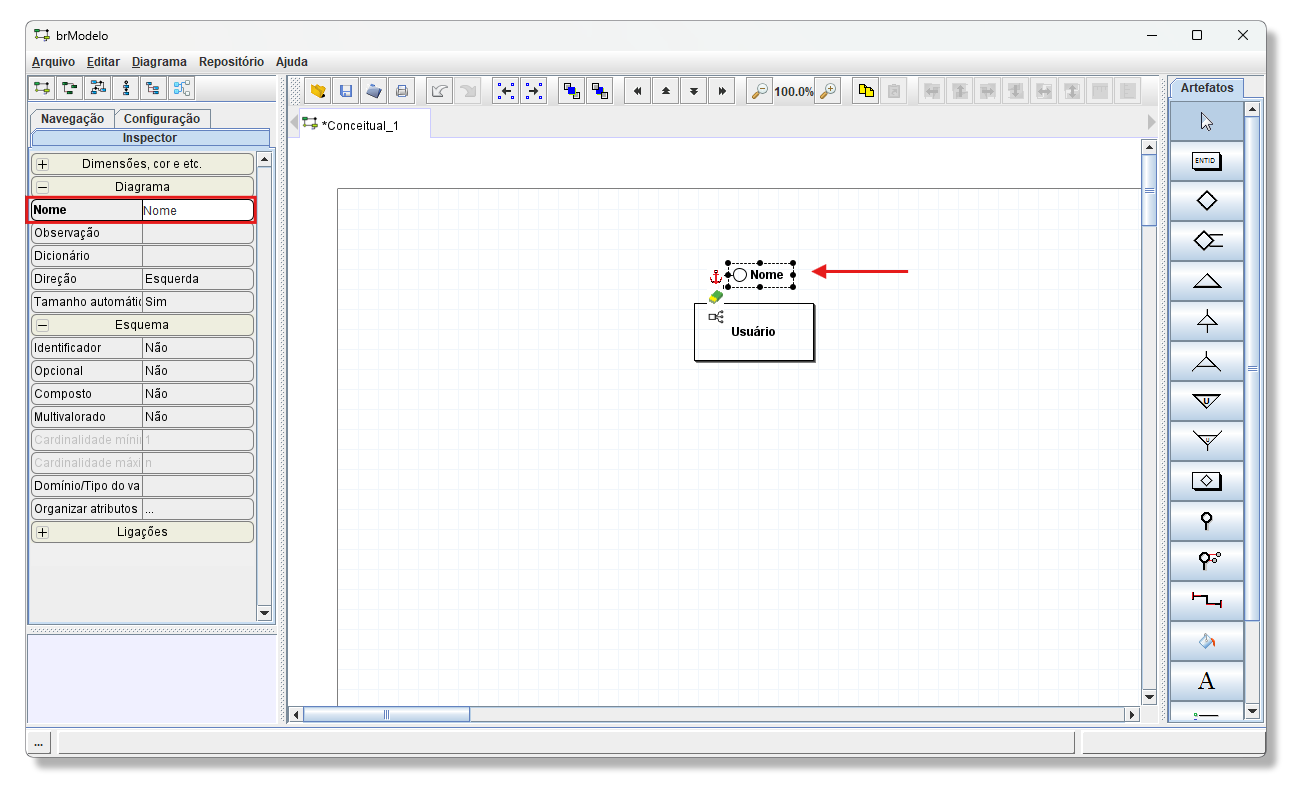 brModelo
Arquivo Editar Diagrama Repositório Ajuda
100.0%
Artefatos
Navegação Configuração
Inspector
*Conceitual_1
Dimensões, cor e etc.
Diagrama
Nome Nome
Observação
Dicionário
Direção Esquerda
Tamanho automátic Sim
Esquema
Identificador Não
Opcional Não
Composto Não
Multivalorado Não
Cardinalidade mínir 1
Cardinalidade máxi n
Domínio/Tipo do va
Organizar atributos ...
Ligações
Nome
Usuário
ENTID
U
A
...